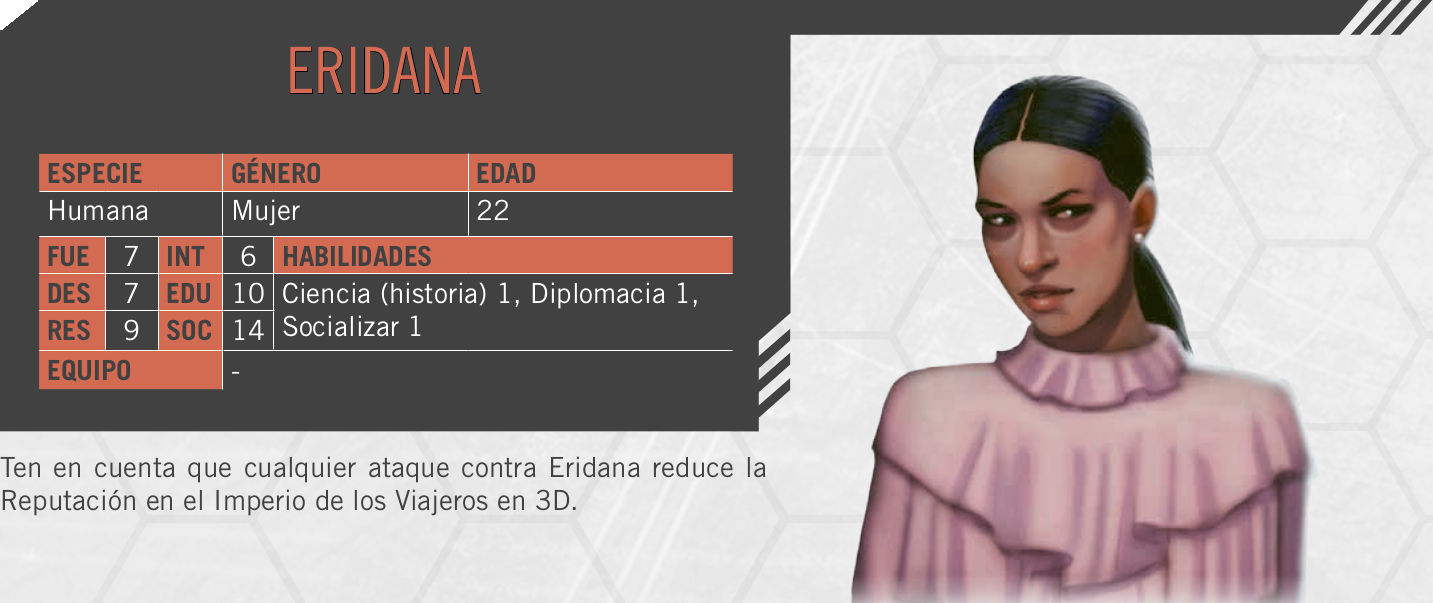 ERIDANA
ESPECIE GÉNERO EDAD
Humana Mujer 22
FUE 7 INT 6 HABILIDADES
DES 7 EDU 10 Ciencia (historia) 1, Diplomacia 1,
RES 9 SOC 14 Socializar 1
EQUIPO -
Ten en cuenta que cualquier ataque contra Eridana reduce la
Reputación en el Imperio de los Viajeros en 3D.